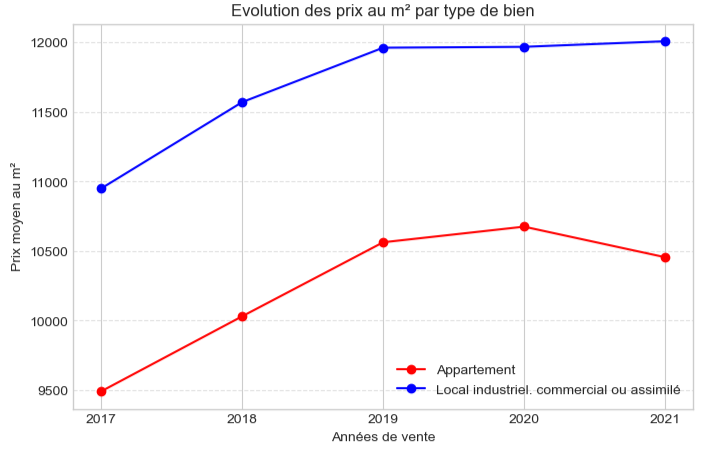 Evolution des prix au m² par type de bien
Prix moyen au m²
12000
11500
11000
10500
10000
9500
Appartement
Local industriel. commercial ou assimilé
2017 2018 2019 2020 2021
Années de vente